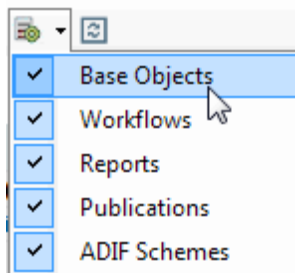 Base Objects
Workflows
Reports
Publications
ADIF Schemes